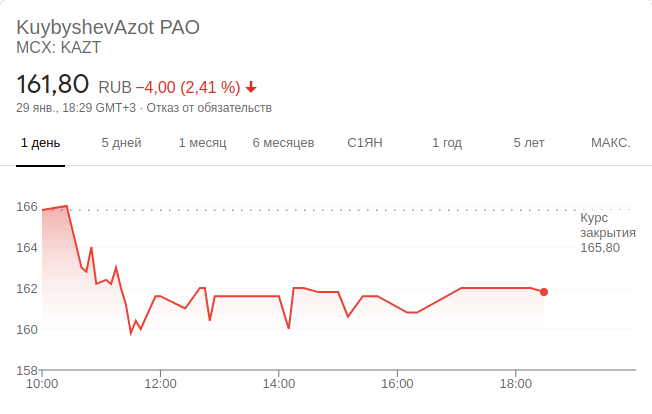 KuybyshevAzot PAO
MCX: KAZT
161,80 RUB −4,00 (2,41 %)
29 янв., 18:29 GMT+3 · Отказ от обязательств
1 день 5 дней 1 месяц 6 месяцев С1ЯН 1 год 5 лет МАКС.
166
Курс
закрытия
165,80
164
162
160
158
10:00 12:00 14:00 16:00 18:00